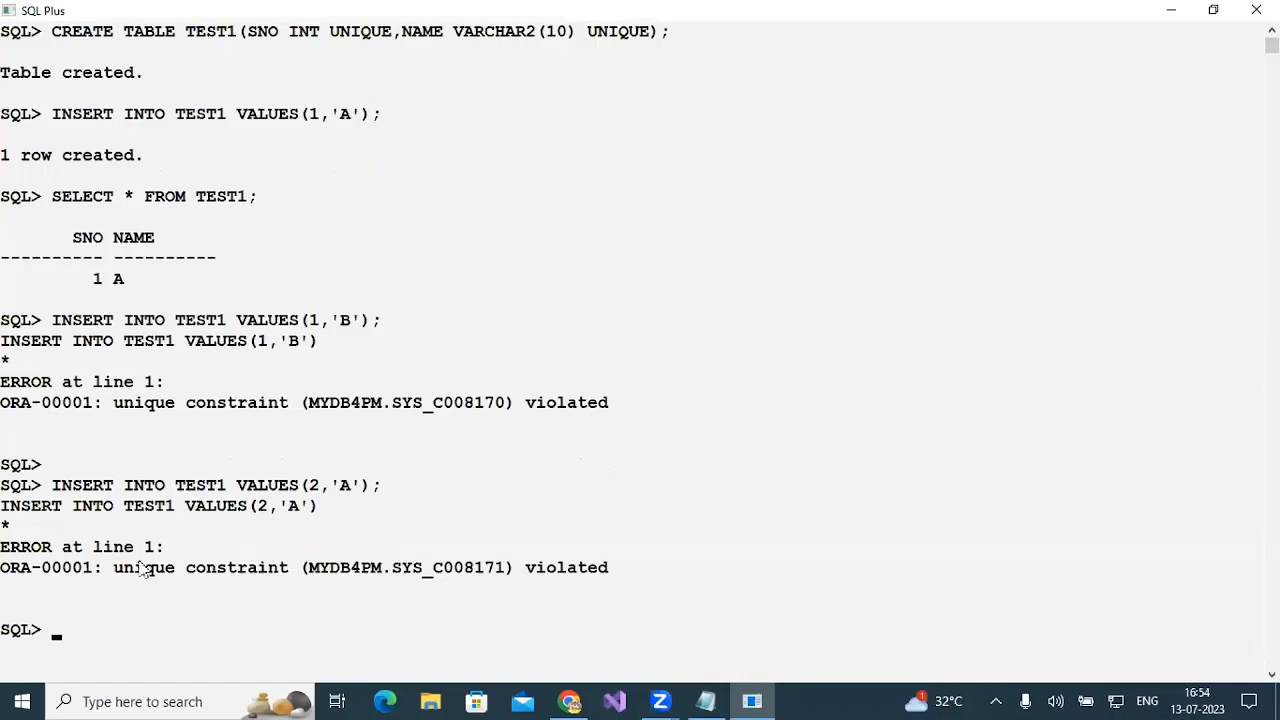 SQL Plus
SQL> CREATE TABLE TEST1(SNO INT UNIQUE,NAME VARCHAR2(10) UNIQUE);
Table created.
SQL> INSERT INTO TEST1 VALUES(1,'A');
1 row created.
SQL> SELECT * FROM TEST1;
SNO NAME
---------- ----------
1 A
SQL> INSERT INTO TEST1 VALUES(1,'B');
INSERT INTO TEST1 VALUES(1,'B')
*
ERROR at line 1:
ORA-00001: unique constraint (MYDB4PM.SYS_C008170) violated
SQL>
SQL> INSERT INTO TEST1 VALUES(2,'A');
INSERT INTO TEST1 VALUES(2,'A')
*
ERROR at line 1:
ORA-00001: unique constraint (MYDB4PM.SYS_C008171) violated
SQL>
Type here to search
1
32°C
ENG
16:54
13-07-2023